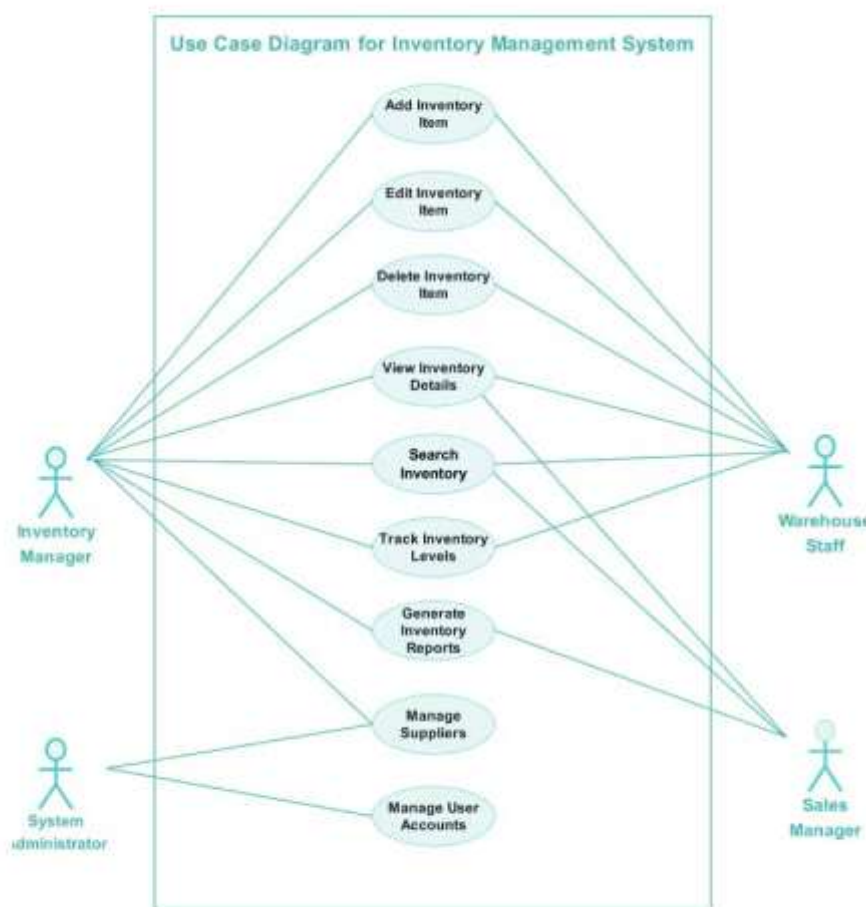 Use Case Diagram for Inventory Management System
Add Inventory
Item
Edit Inventory
Item
Delete Inventory
Item
View Inventory
Details
Search
Inventory
Track Inventory
Levels
Generate
Inventory
Reports
Manage
Suppliers
Manage User
Accounts
Inventory
Manager
System
dministrator
Warehouse
Staff
Sales
Manager